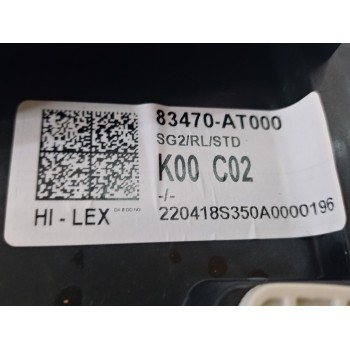 83470-AT000
SG2/RL/STD
K00 C02
-/-
HI - LEX
220418S350A0000196